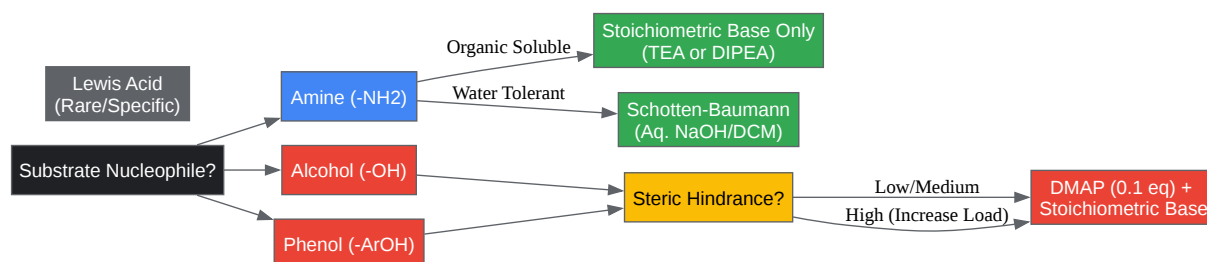 Lewis Acid
(Rare/Specific)
Substrate Nucleophile?
Amine (-NH2)
Alcohol (-OH)
Phenol (-ArOH)
Organic Soluble
Water Tolerant
Stoichiometric Base Only
(TEA or DIPEA)
Schotten-Baumann
(Aq. NaOH/DCM)
Steric Hindrance?
Low/Medium
High (Increase Load)
DMAP (0.1 eq) +
Stoichiometric Base